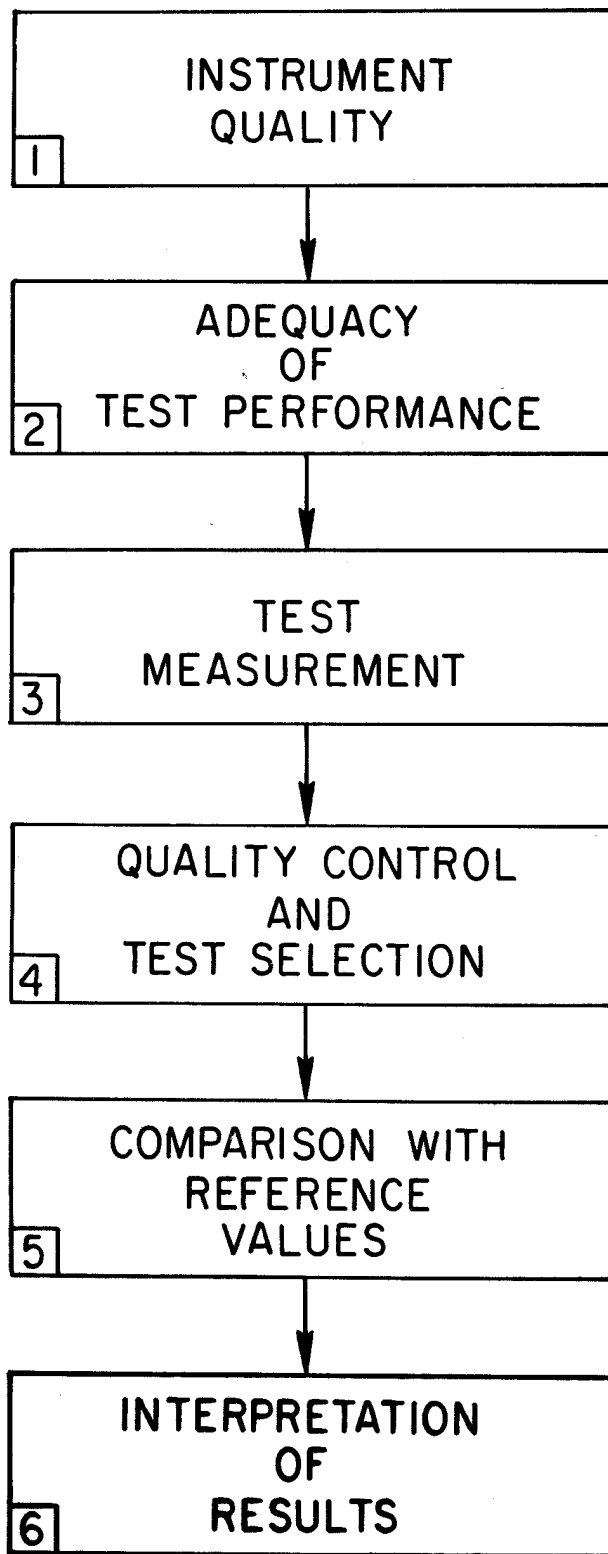 INSTRUMENT
QUALITY
1
ADEQUACY
OF
TEST PERFORMANCE
2
TEST
MEASUREMENT
3
QUALITY CONTROL
AND
TEST SELECTION
4
COMPARISON WITH
REFERENCE
VALUES
5
INTERPRETATION
OF
RESULTS
6